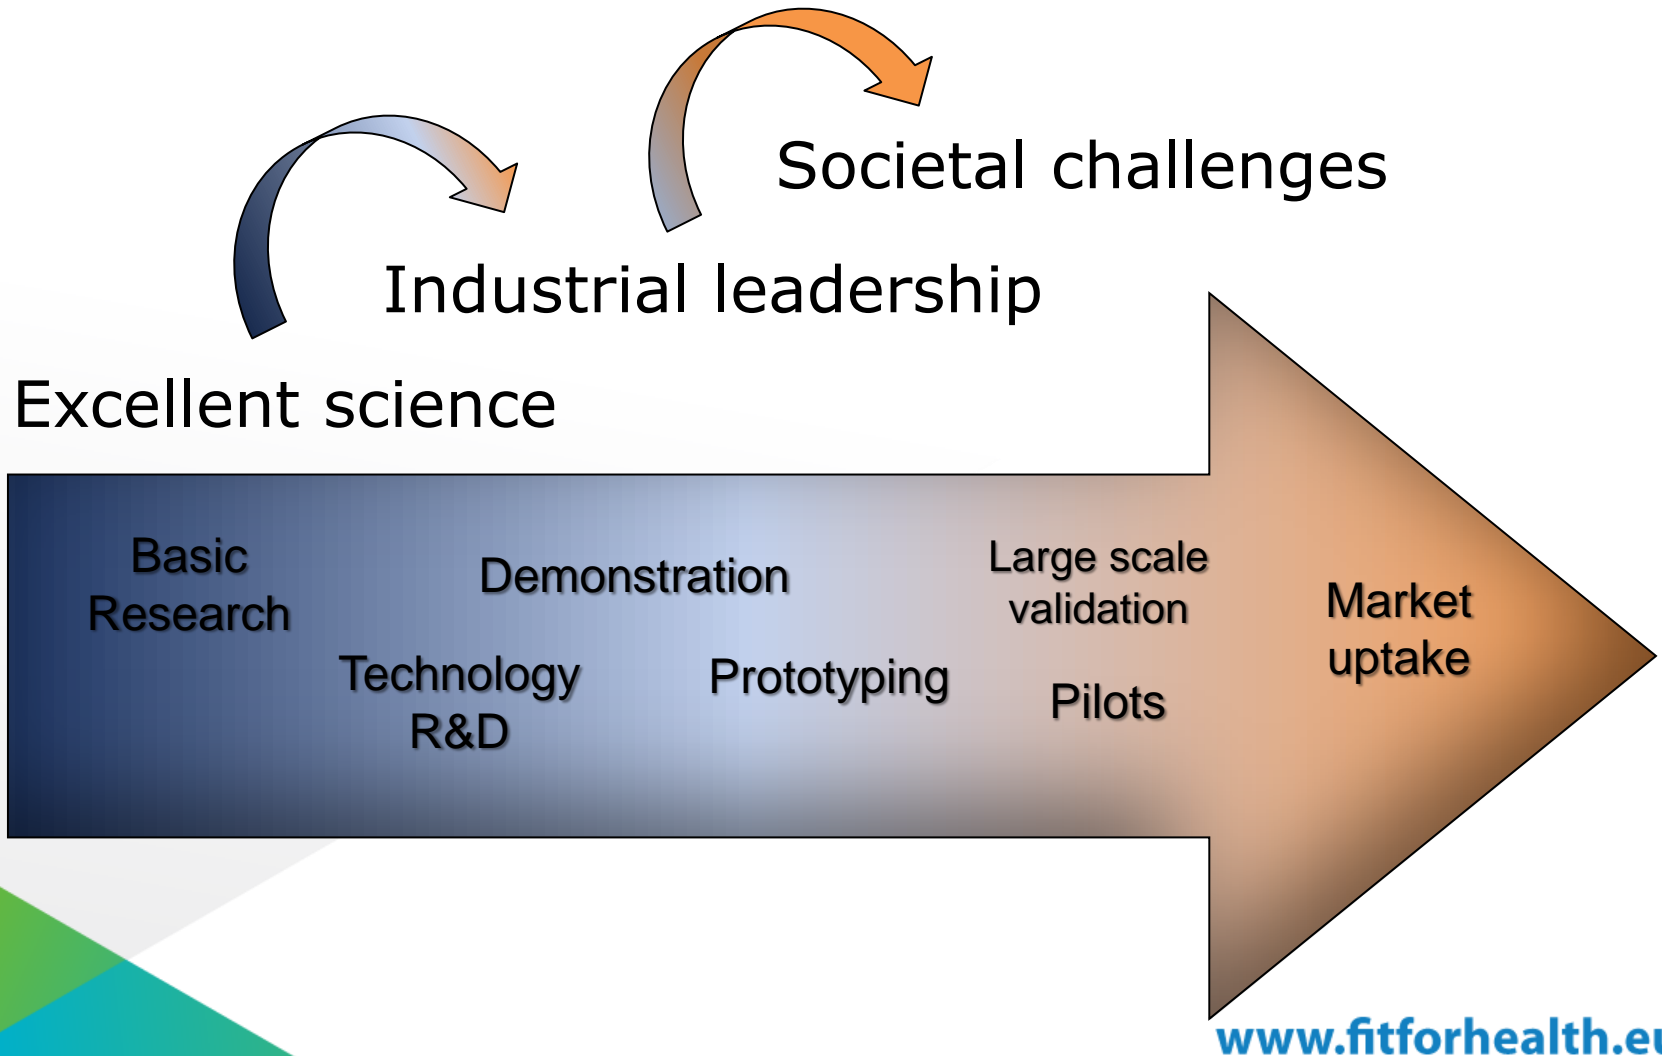 Societal challenges
Industrial leadership
Excellent science
Basic
Research
Technology
R&D
Demonstration
Prototyping
Large scale
validation
Pilots
Market
uptake
www.fitforhealth.eu